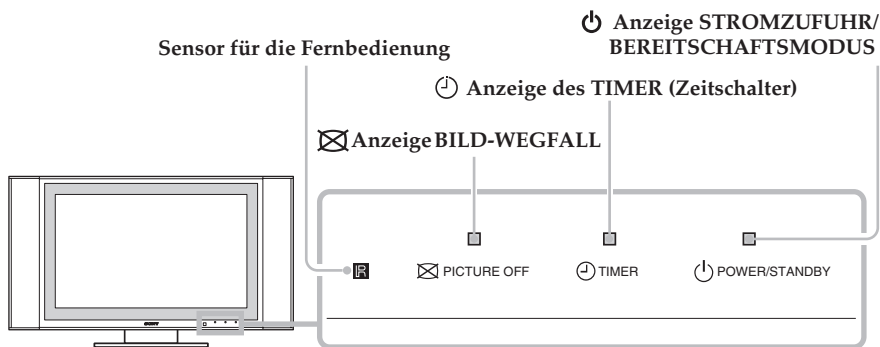 Anzeige STROMZUFUHR/
BEREITSCHAFTSMODUS
Sensor für die Fernbedienung
Anzeige des TIMER (Zeitschalter)
Anzeige BILD-WEGFALL
PICTURE OFF
TIMER
POWER/STANDBY
SONY